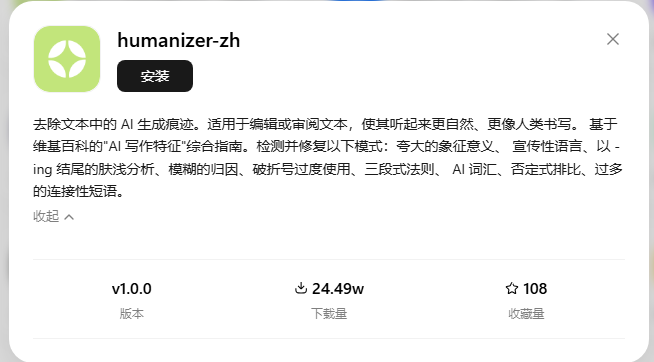 humanizer-zh
安装
去除文本中的 AI 生成痕迹。适用于编辑或审阅文本，使其听起来更自然、更像人类书写。 基于
维基百科的"AI 写作特征"综合指南。检测并修复以下模式：夸大的象征意义、 宣传性语言、以 -
ing 结尾的肤浅分析、模糊的归因、破折号过度使用、三段式法则、 AI 词汇、否定式排比、过多
的连接性短语。
收起
v1.0.0 24.49w 108
版本 下载量 收藏量